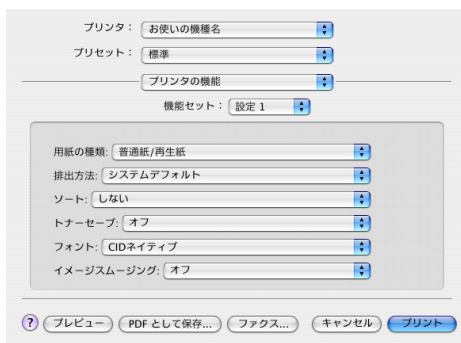 プリンタ： お使いの機種名
プリセット： 標準
プリンタの機能
機能セット： 設定 1
用紙の種類: 普通紙/再生紙
排出方法: システムデフォルト
ソート: しない
トナーセーブ: オフ
フォント: CIDネイティブ
イメージスムージング: オフ
? プレビュー PDF として保存... ファクス... キャンセル プリント